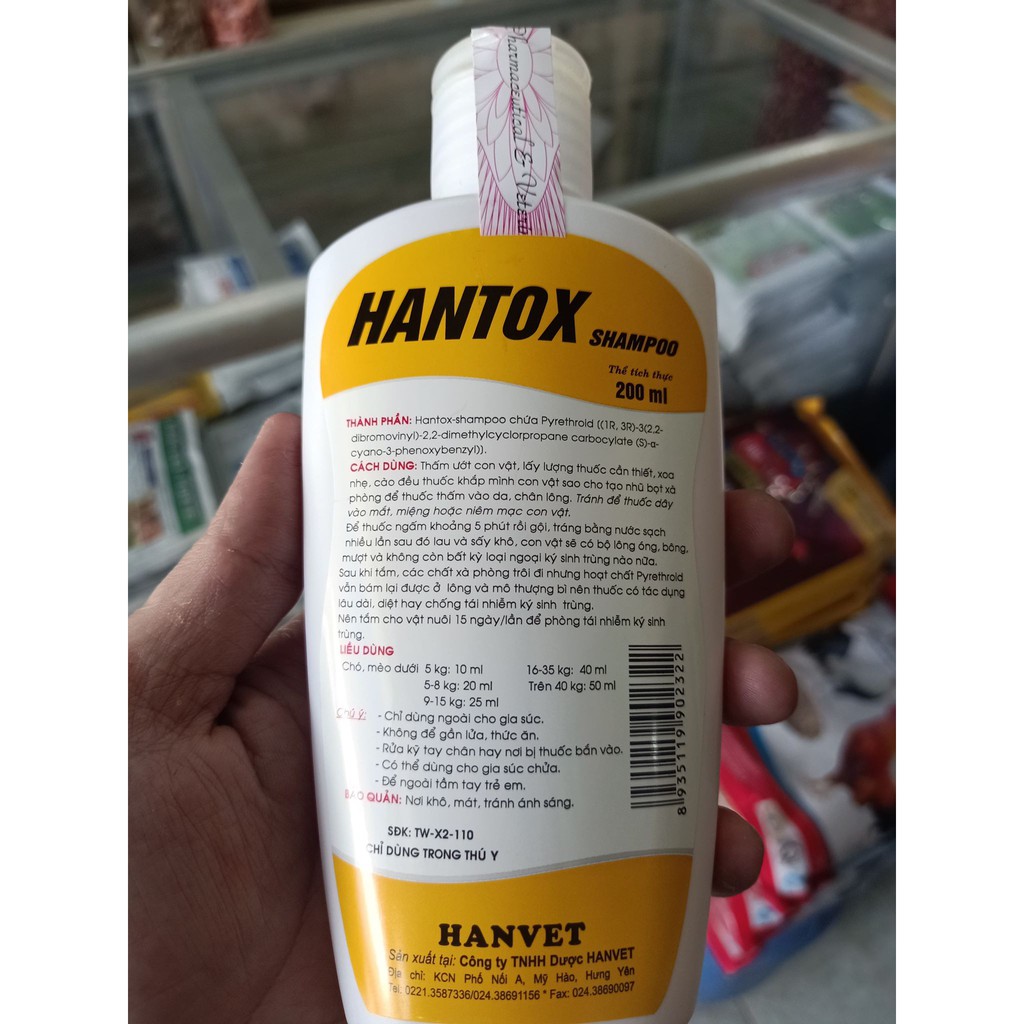 Pharmaceutical & Veteri
HANTOX SHAMPOO
Thể tích thực
200 ml
THÀNH PHẦN: Hantox-shampoo chứa Pyrethroid [(1R, 3R)-3(2,2-
dibromovinyl)-2,2-dimethylcyclorpropane carbocylate (S)-α-
cyano-3-phenoxybenzyl)].
CÁCH DÙNG: Thấm ướt con vật, lấy lượng thuốc cần thiết, xoa
nhẹ, cào đều thuốc khắp mình con vật sao cho tạo nhũ bọt xà
phòng để thuốc thấm vào da, chân lông. Tránh để thuốc dây
vào mắt, miệng hoặc niêm mạc con vật.
Để thuốc ngấm khoảng 5 phút rồi gội, tráng bằng nước sạch
nhiều lần sau đó lau và sấy khô, con vật sẽ có bộ lông óng, bông,
mượt và không còn bất kỳ loại ngoại ký sinh trùng nào nữa.
Sau khi tắm, các chất xà phòng trôi đi nhưng hoạt chất Pyrethroid
vẫn bám lại được ở lông và mô thượng bì nên thuốc có tác dụng
lâu dài, diệt hay chống tái nhiễm ký sinh trùng.
Nên tắm cho vật nuôi 15 ngày/lần để phòng tái nhiễm ký sinh
trùng.
LIỀU DÙNG
Chó, mèo dưới 5 kg: 10 ml 16-35 kg: 40 ml
5-8 kg: 20 ml Trên 40 kg: 50 ml
9-15 kg: 25 ml
Chú ý: - Chỉ dùng ngoài cho gia súc.
- Không để gần lửa, thức ăn.
- Rửa kỹ tay chân hay nơi bị thuốc bắn vào.
- Có thể dùng cho gia súc chửa.
- Để ngoài tầm tay trẻ em.
BẢO QUẢN: Nơi khô, mát, tránh ánh sáng.
8 935119 902322
SĐK: TW-X2-110
CHỈ DÙNG TRONG THÚ Y
HANVET
Sản xuất tại: Công ty TNHH Dược HANVET
Địa chỉ: KCN Phố Nối A, Mỹ Hào, Hưng Yên
Tel: 0221.3587336/024.38691156 * Fax: 024.38690097